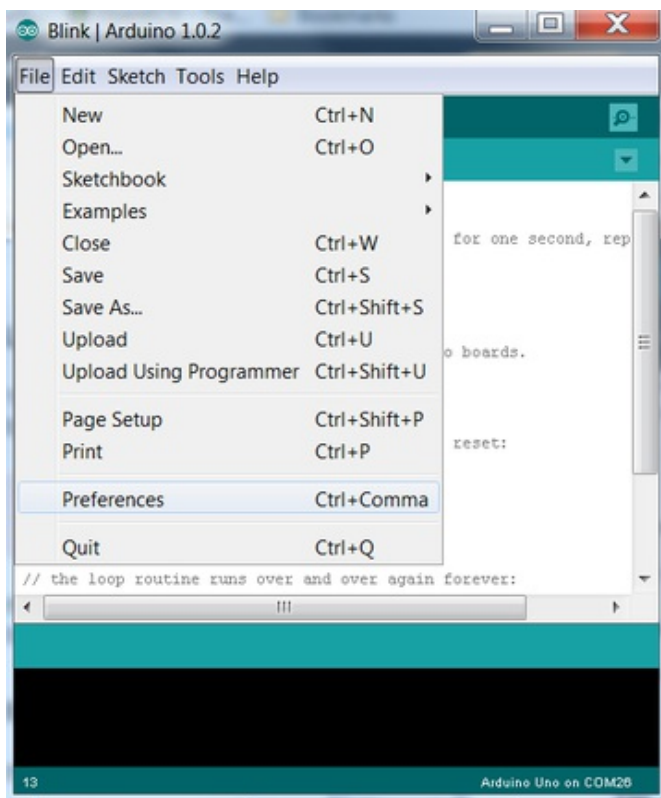 Blink | Arduino 1.0.2
File Edit Sketch Tools Help
New Ctrl+N
Open... Ctrl+O
Sketchbook
Examples
Close Ctrl+W
for one second, rep
Save Ctrl+S
Save As... Ctrl+Shift+S
Upload Ctrl+U
o boards.
Upload Using Programmer Ctrl+Shift+U
Page Setup Ctrl+Shift+P
reset:
Print Ctrl+P
Preferences Ctrl+Comma
Quit Ctrl+Q
// the loop routine runs over and over again forever:
13 Arduino Uno on COM26